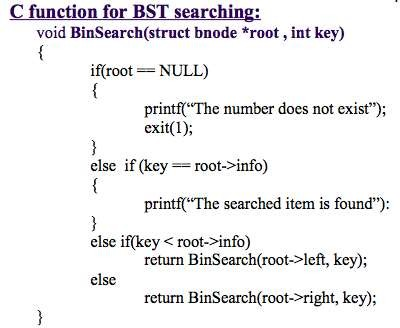 C function for BST searching:
void BinSearch(struct bnode *root , int key)
{
if(root == NULL)
{
printf(“The number does not exist”);
exit(1);
}
else if (key == root->info)
{
printf(“The searched item is found”):
}
else if(key < root->info)
return BinSearch(root->left, key);
else
return BinSearch(root->right, key);
}